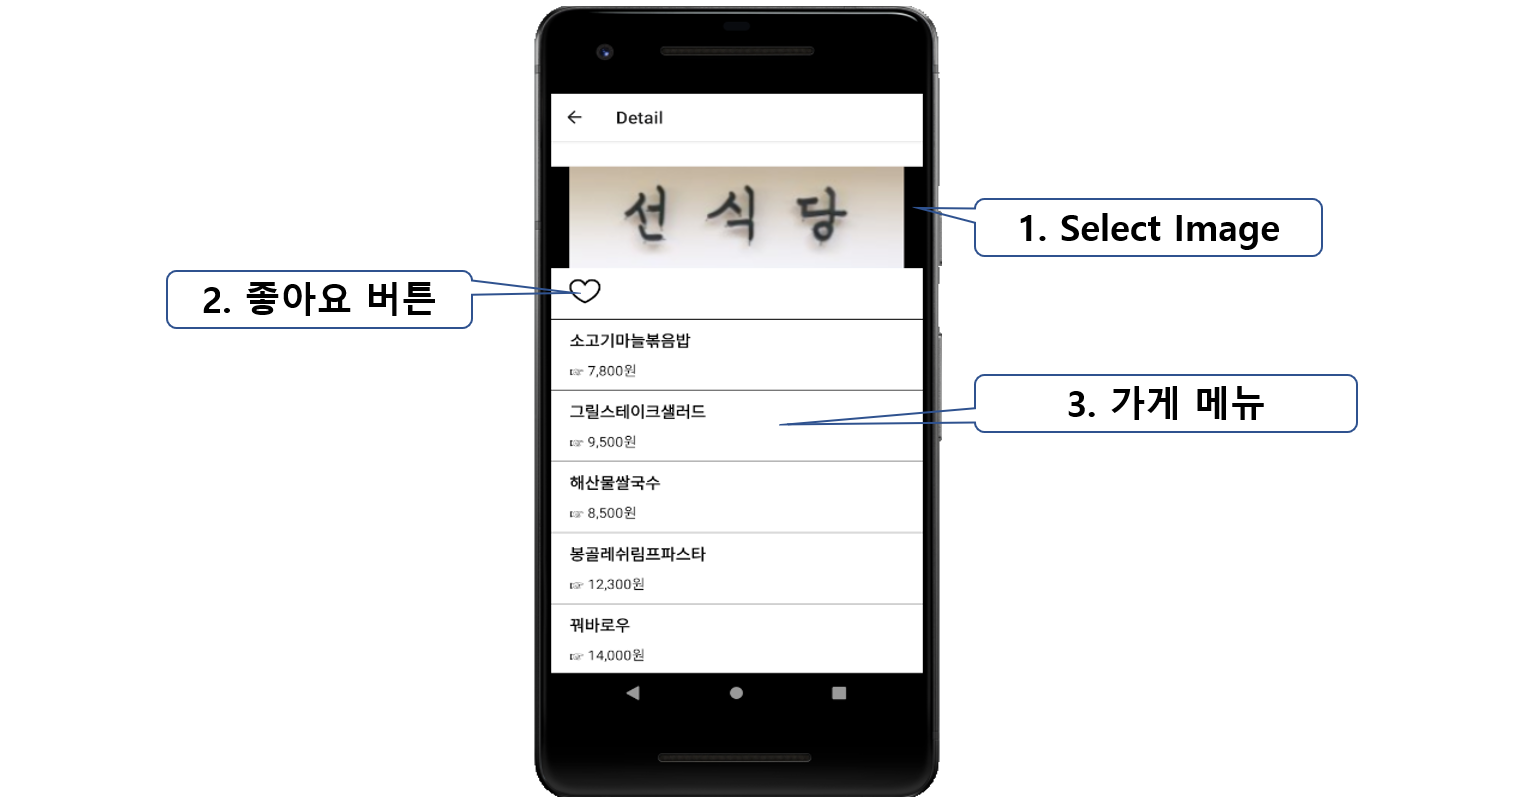 Detail
선 식 당
1. Select Image
2. 좋아요 버튼
소고기마늘볶음밥
☞ 7,800원
3. 가게 메뉴
그릴스테이크샐러드
☞ 9,500원
해산물쌀국수
☞ 8,500원
봉골레쉬림프파스타
☞ 12,300원
꿔바로우
☞ 14,000원